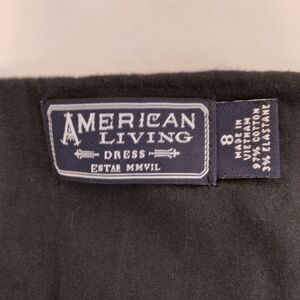 AMERICAN
LIVING
DRESS
ESTAB MMVII.
8
MADE IN
VIETNAM
97% COTTON
3% ELASTANE